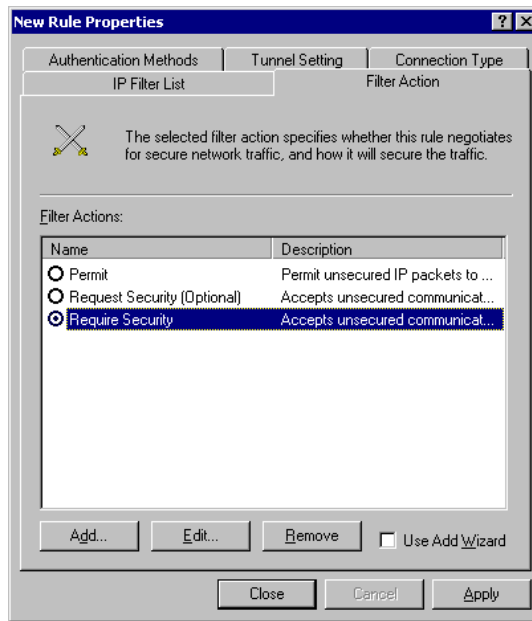 New Rule Properties
Authentication Methods Tunnel Setting Connection Type
IP Filter List Filter Action
The selected filter action specifies whether this rule negotiates
for secure network traffic, and how it will secure the traffic.
Filter Actions:
Name Description
Permit Permit unsecured IP packets to ...
Request Security (Optional) Accepts unsecured communicat...
Require Security Accepts unsecured communicat...
Add... Edit... Remove Use Add Wizard
Close Cancel Apply